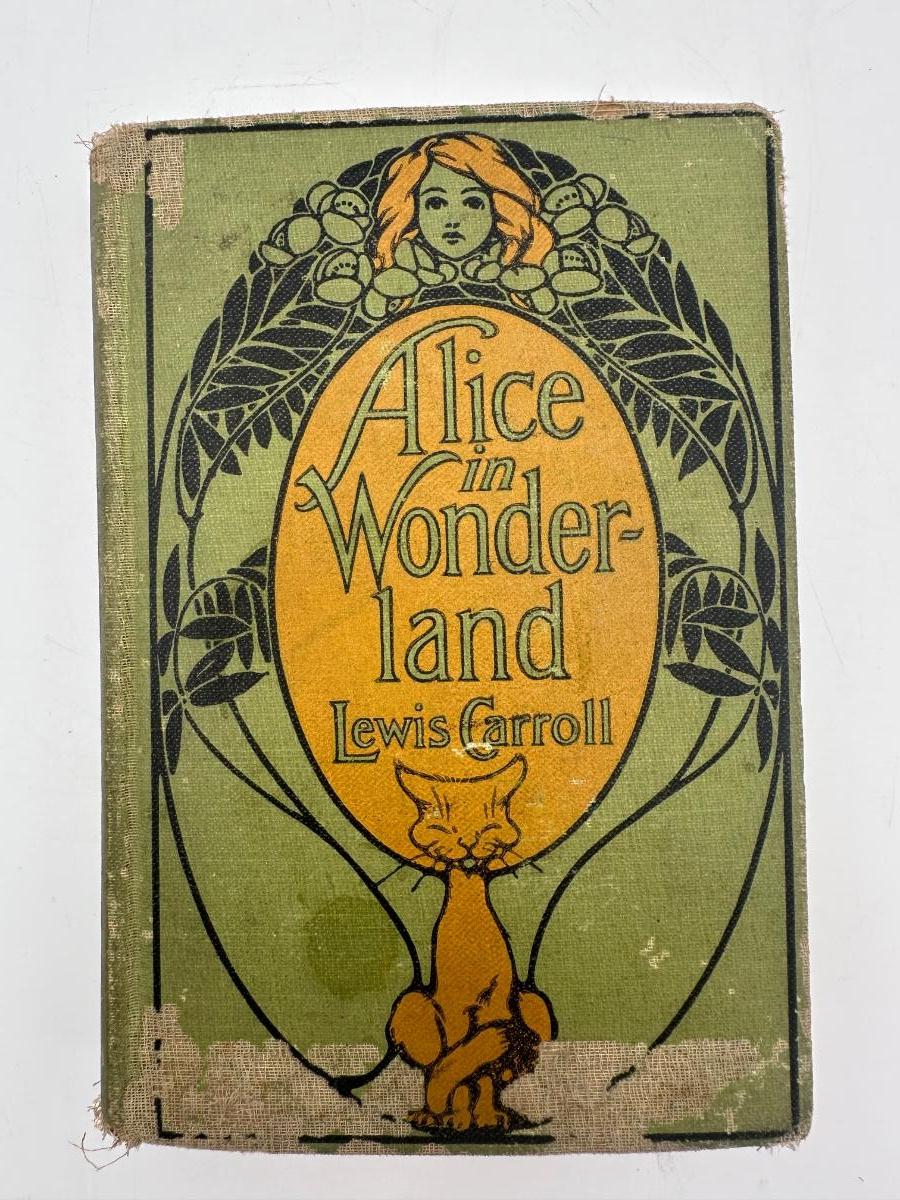 Alice
in
Wonder-
land
Lewis Carroll